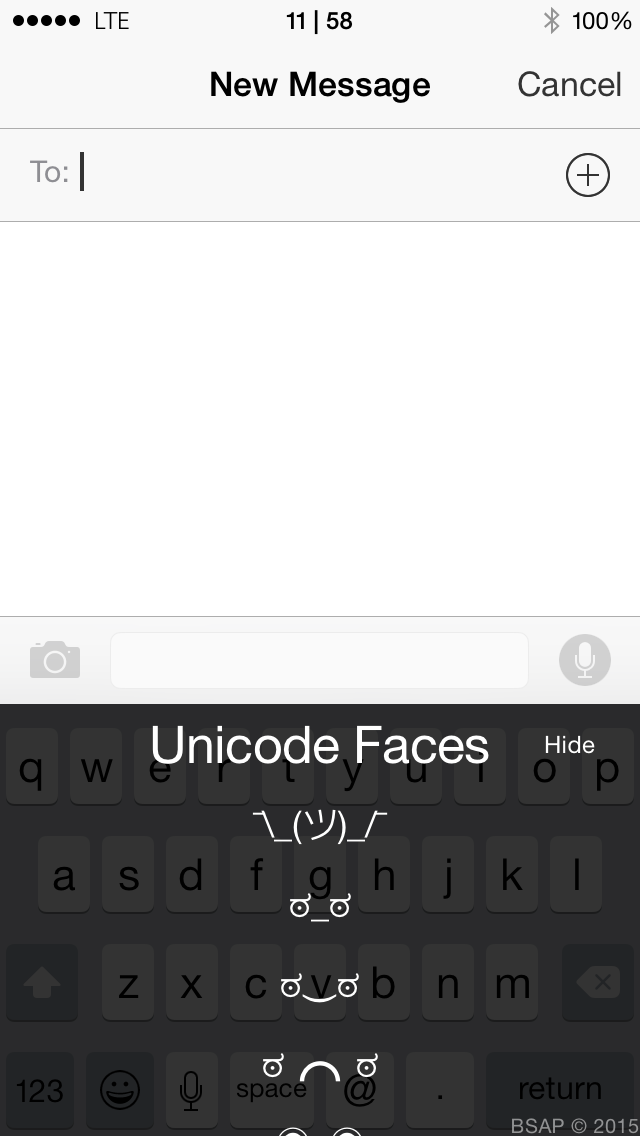 ●●●●● LTE 11 | 58 100%
New Message Cancel
To:
Unicode Faces Hide
q w e r t y u i o p
¯\_(ツ)_/¯
a s d f g h j k l
ಠ_ಠ
z x c v b n m
ಠ‿ಠ
ಠ ⌒ ಠ
123 space @ . return
BSAP © 2015